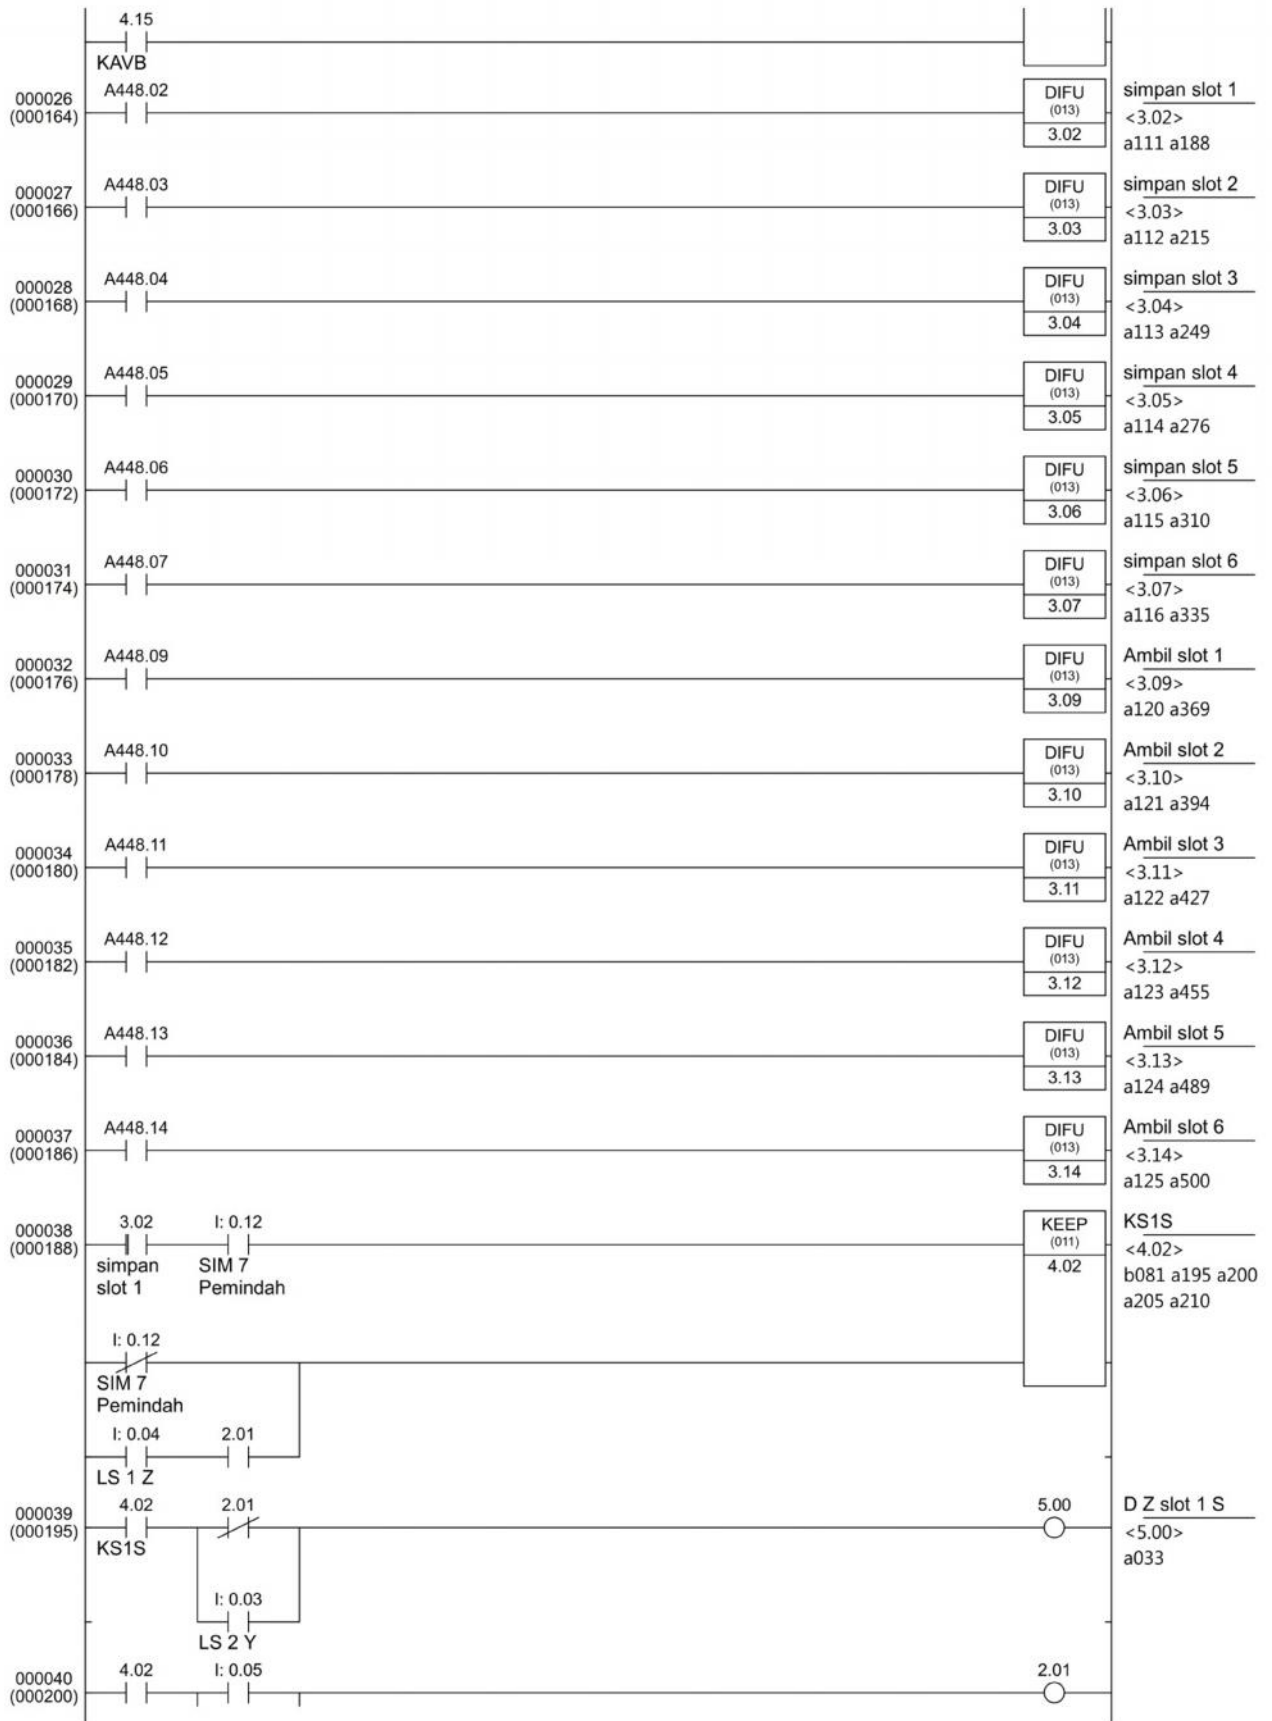 4.15
KAVB
000026
(000164)
A448.02
DIFU
(013)
3.02
simpan slot 1
<3.02>
a111 a188
000027
(000166)
A448.03
DIFU
(013)
3.03
simpan slot 2
<3.03>
a112 a215
000028
(000168)
A448.04
DIFU
(013)
3.04
simpan slot 3
<3.04>
a113 a249
000029
(000170)
A448.05
DIFU
(013)
3.05
simpan slot 4
<3.05>
a114 a276
000030
(000172)
A448.06
DIFU
(013)
3.06
simpan slot 5
<3.06>
a115 a310
000031
(000174)
A448.07
DIFU
(013)
3.07
simpan slot 6
<3.07>
a116 a335
000032
(000176)
A448.09
DIFU
(013)
3.09
Ambil slot 1
<3.09>
a120 a369
000033
(000178)
A448.10
DIFU
(013)
3.10
Ambil slot 2
<3.10>
a121 a394
000034
(000180)
A448.11
DIFU
(013)
3.11
Ambil slot 3
<3.11>
a122 a427
000035
(000182)
A448.12
DIFU
(013)
3.12
Ambil slot 4
<3.12>
a123 a455
000036
(000184)
A448.13
DIFU
(013)
3.13
Ambil slot 5
<3.13>
a124 a489
000037
(000186)
A448.14
DIFU
(013)
3.14
Ambil slot 6
<3.14>
a125 a500
000038
(000188)
3.02
simpan
slot 1
I: 0.12
SIM 7
Pemindah
KEEP
(011)
4.02
KS1S
<4.02>
b081 a195 a200
a205 a210
I: 0.12
SIM 7
Pemindah
I: 0.04
LS 1 Z
2.01
000039
(000195)
4.02
KS1S
2.01
5.00
D Z slot 1 S
<5.00>
a033
I: 0.03
LS 2 Y
000040
(000200)
4.02
I: 0.05
2.01